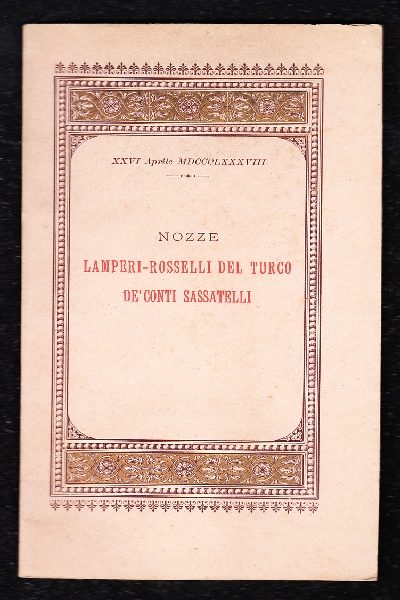 XXVI Aprile MDCCCLXXXVIII
NOZZE
LAMPERI-ROSSELLI DEL TURCO
DE'CONTI SASSATELLI